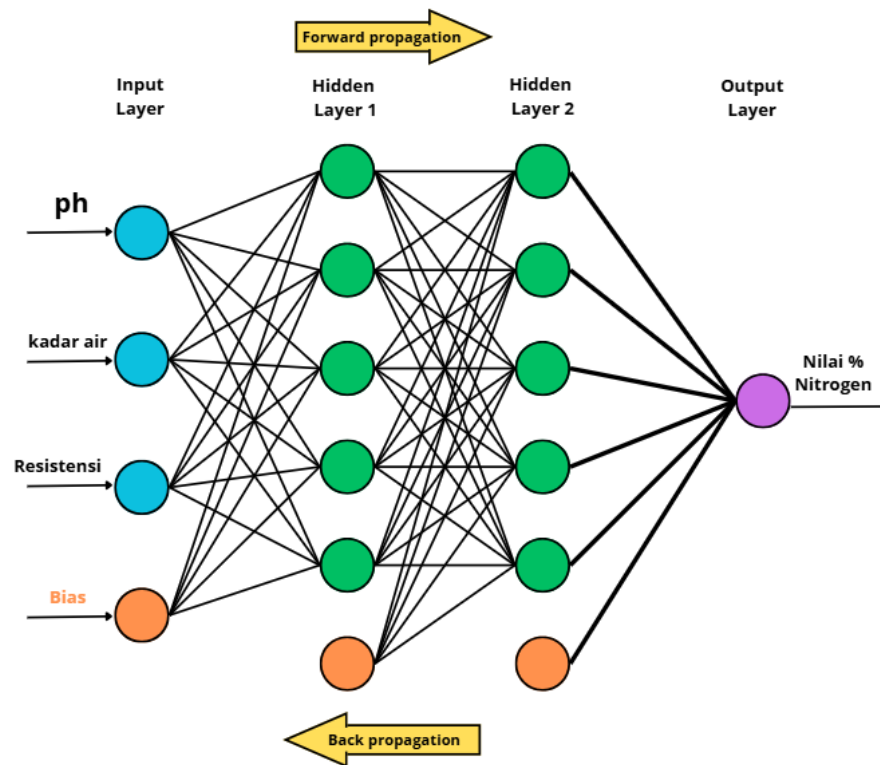 Forward propagation
Input
Layer
Hidden
Layer 1
Hidden
Layer 2
Output
Layer
ph
kadar air
Resistensi
Bias
Nilai %
Nitrogen
Back propagation